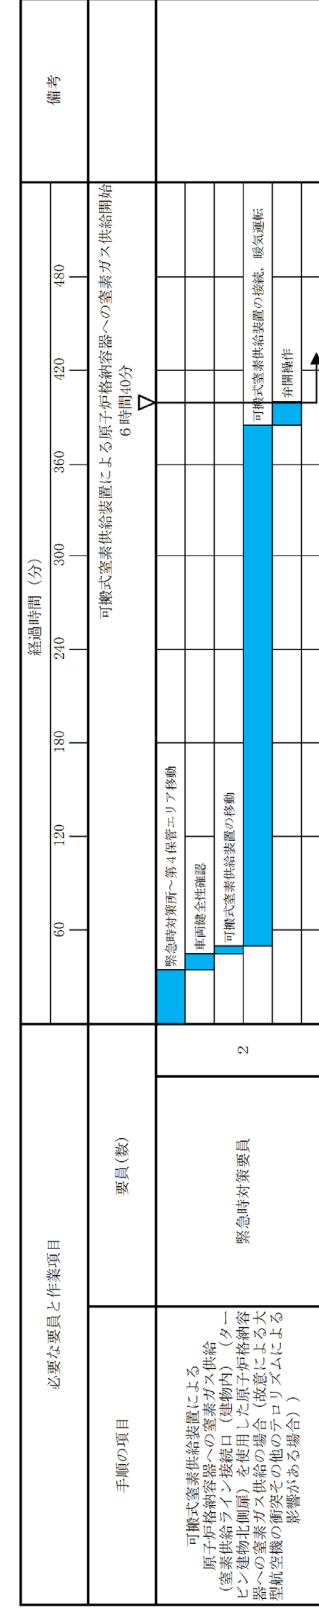 必要な要員と作業項目
経過時間（分）
備考
手順の項目
要員(数)
60
120
180
240
300
360
420
480
可搬式窒素供給装置による原子炉格納容器への窒素ガス供給開始
6時間40分
可搬式窒素供給装置による
原子炉格納容器への窒素ガス供給
（窒素供給ライン接続口（建物内）（ター
ビン建物北側扉）を使用した原子炉格納容
器への窒素ガス供給の場合（故意による大
型航空機の衝突その他のテロリズムによる
影響がある場合））
緊急時対策要員
2
緊急時対策所～第４保管エリア移動
車両健全性確認
可搬式窒素供給装置の移動
可搬式窒素供給装置の接続，暖気運転
弁開操作